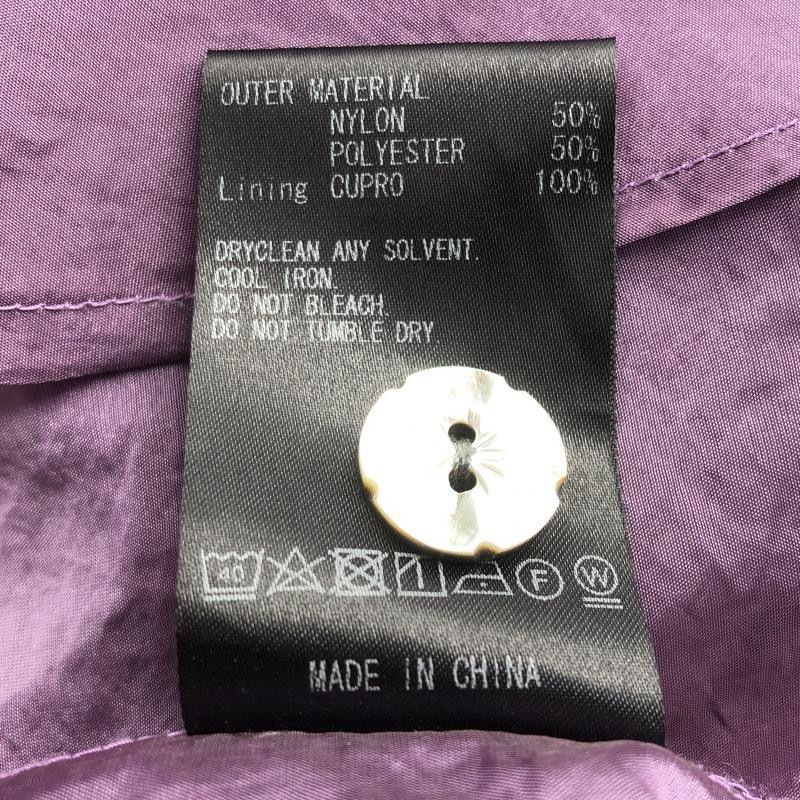 OUTER MATERIAL
NYLON 50%
POLYESTER 50%
Lining CUPRO 100%
DRYCLEAN ANY SOLVENT.
COOL IRON.
DO NOT BLEACH.
DO NOT TUMBLE DRY.
40 F W
MADE IN CHINA